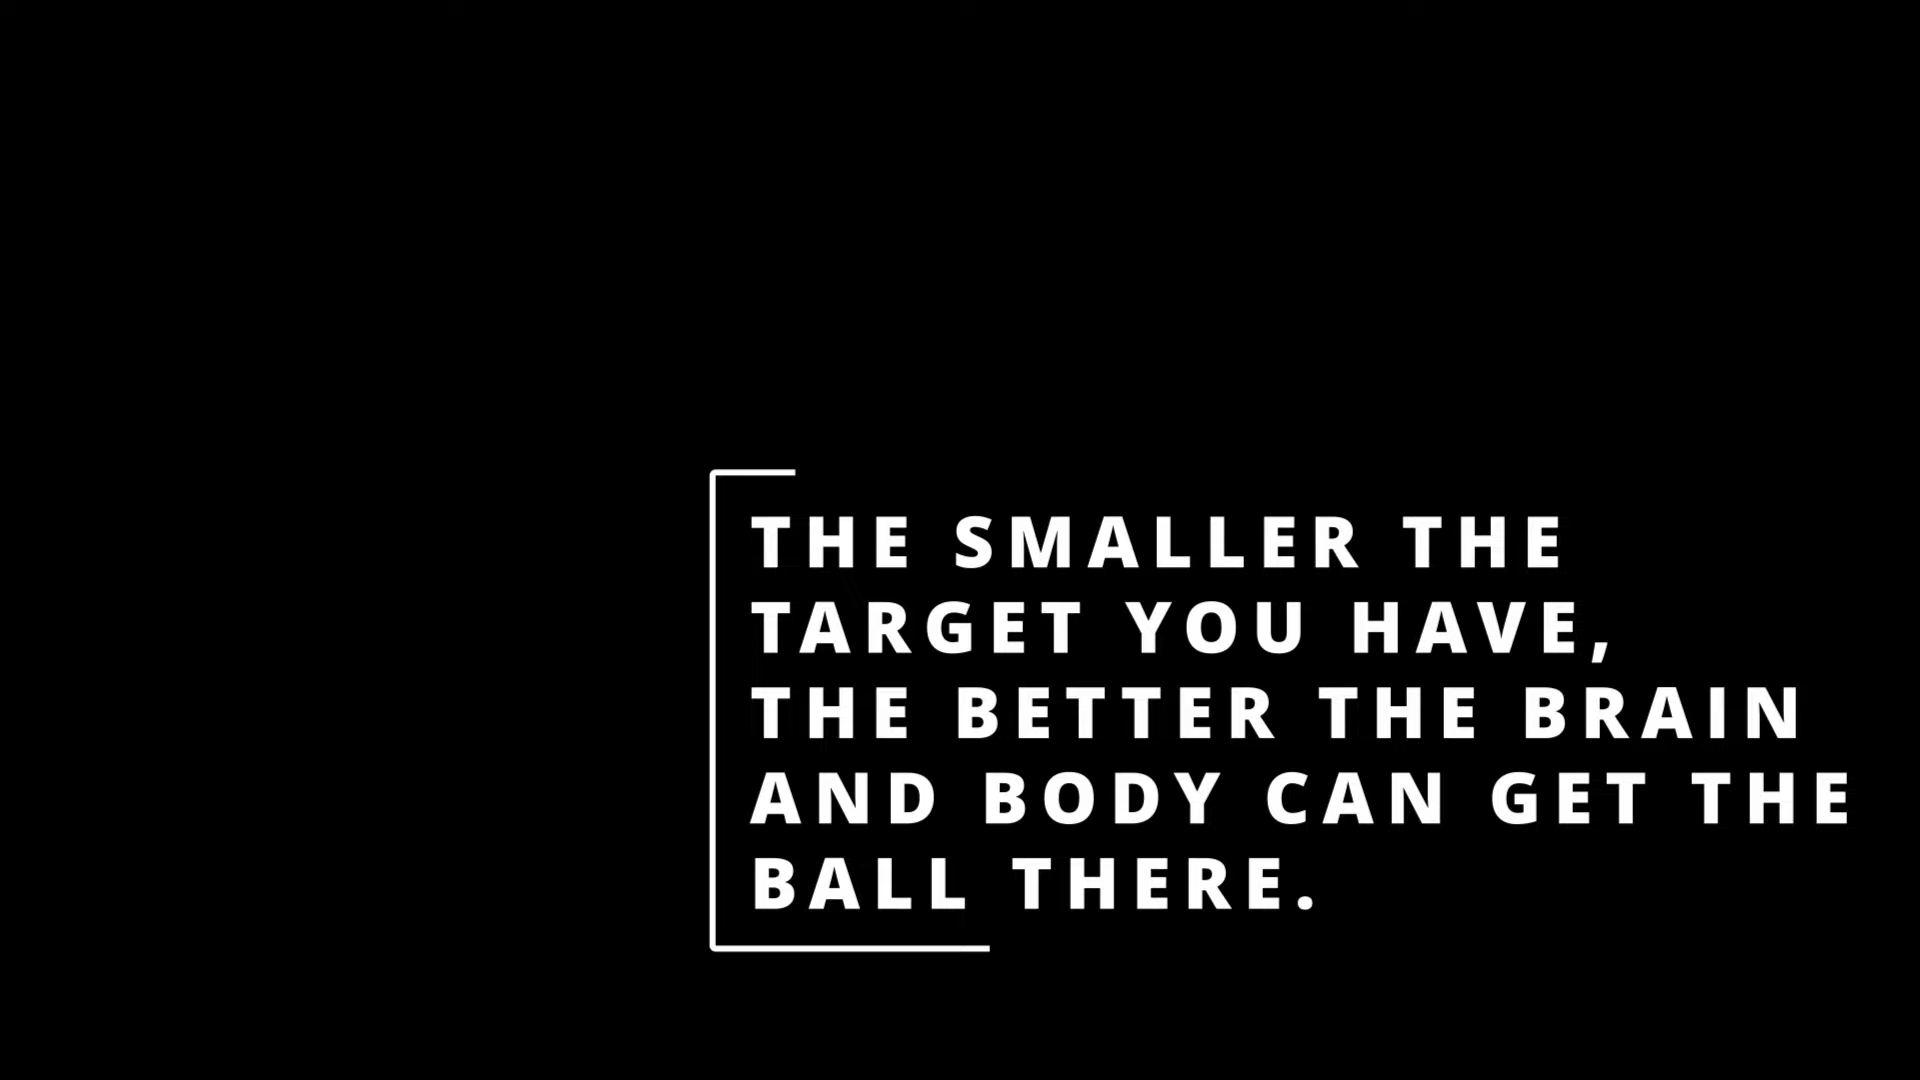 THE SMALLER THE
TARGET YOU HAVE,
THE BETTER THE BRAIN
AND BODY CAN GET THE
BALL THERE.